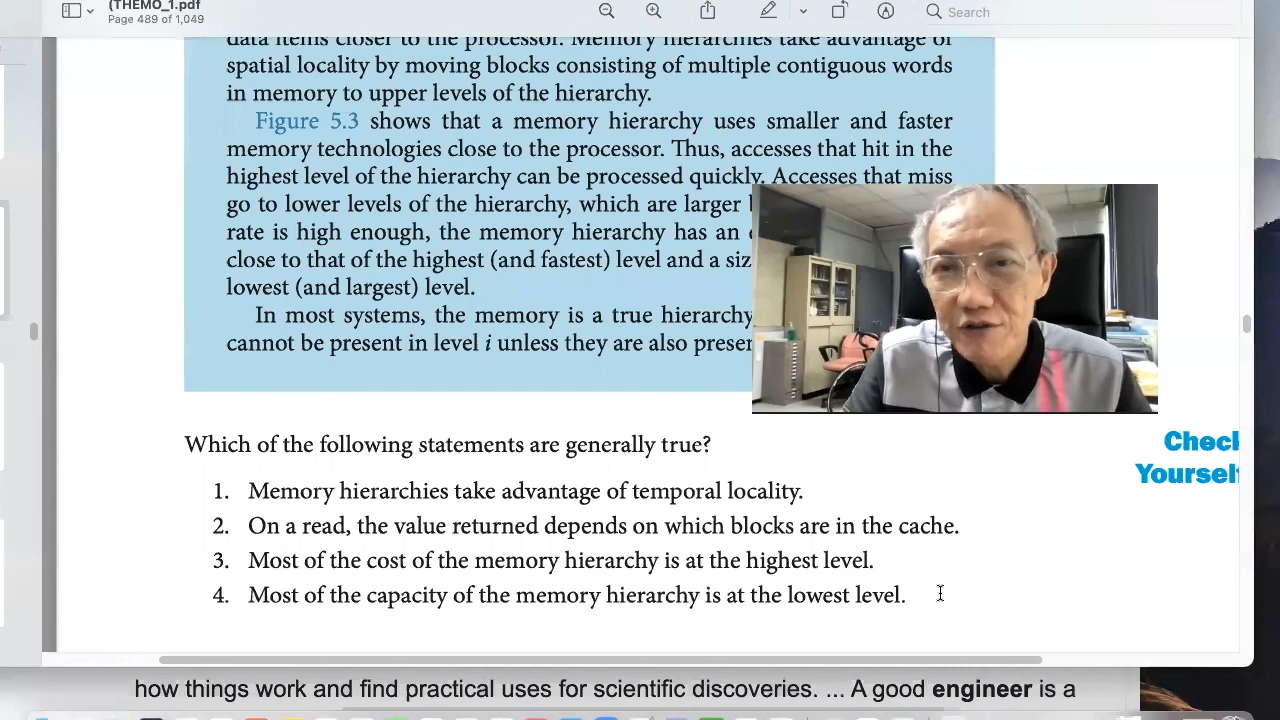 (THEMO_1.pdf
Page 489 of 1,049
Search
data items closer to the processor. Memory hierarchies take advantage of
spatial locality by moving blocks consisting of multiple contiguous words
in memory to upper levels of the hierarchy.
Figure 5.3 shows that a memory hierarchy uses smaller and faster
memory technologies close to the processor. Thus, accesses that hit in the
highest level of the hierarchy can be processed quickly. Accesses that miss
go to lower levels of the hierarchy, which are larger
rate is high enough, the memory hierarchy has an
close to that of the highest (and fastest) level and a
lowest (and largest) level.
In most systems, the memory is a true hierarchy
cannot be present in level i unless they are also
Which of the following statements are generally true?
Check
Yourself
1. Memory hierarchies take advantage of temporal locality.
2. On a read, the value returned depends on which blocks are in the cache.
3. Most of the cost of the memory hierarchy is at the highest level.
4. Most of the capacity of the memory hierarchy is at the lowest level.
how things work and find practical uses for scientific discoveries. ... A good engineer is a